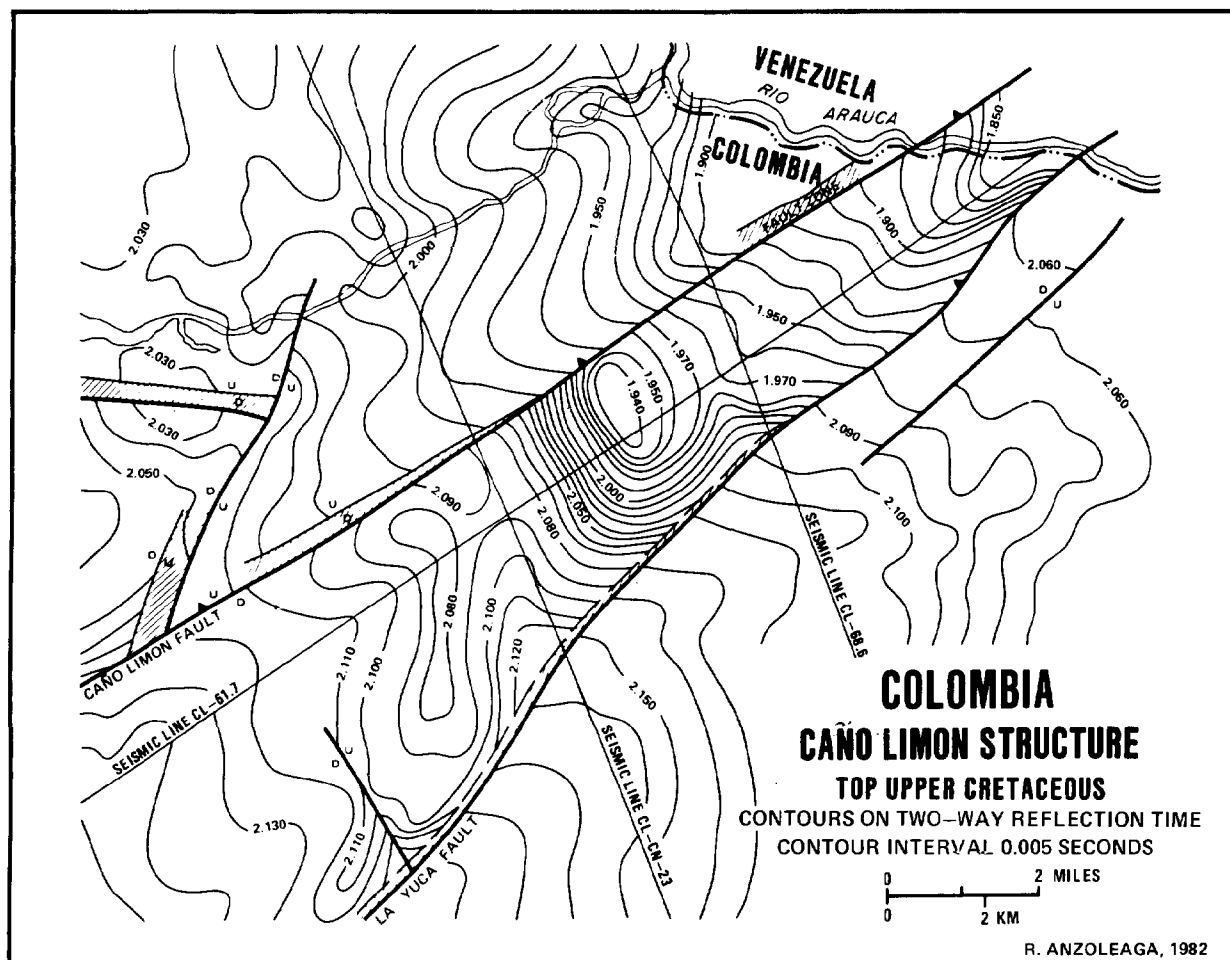 VENEZUELA
RIO ARAUCA
COLOMBIA
FAULT ZONE
1.850
1.900
1.900
1.950
2.030
2.000
2.060
D
U
1.950
1.970
1.950
1.940
1.970
2.060
2.030
U
D
U
2.030
2.050
2.090
2.090
2.000
2.050
2.080
2.100
D
U
D
U
D
U
CAÑO LIMON FAULT
SEISMIC LINE CL-61.7
2.080
2.100
2.110
2.100
2.120
2.150
SEISMIC LINE CL-68.6
SEISMIC LINE CL-CN-23
U
D
2.130
2.110
LA YUCA FAULT
COLOMBIA
CAÑO LIMON STRUCTURE
TOP UPPER CRETACEOUS
CONTOURS ON TWO-WAY REFLECTION TIME
CONTOUR INTERVAL 0.005 SECONDS
0 2 MILES
0 2 KM
R. ANZOLEAGA, 1982